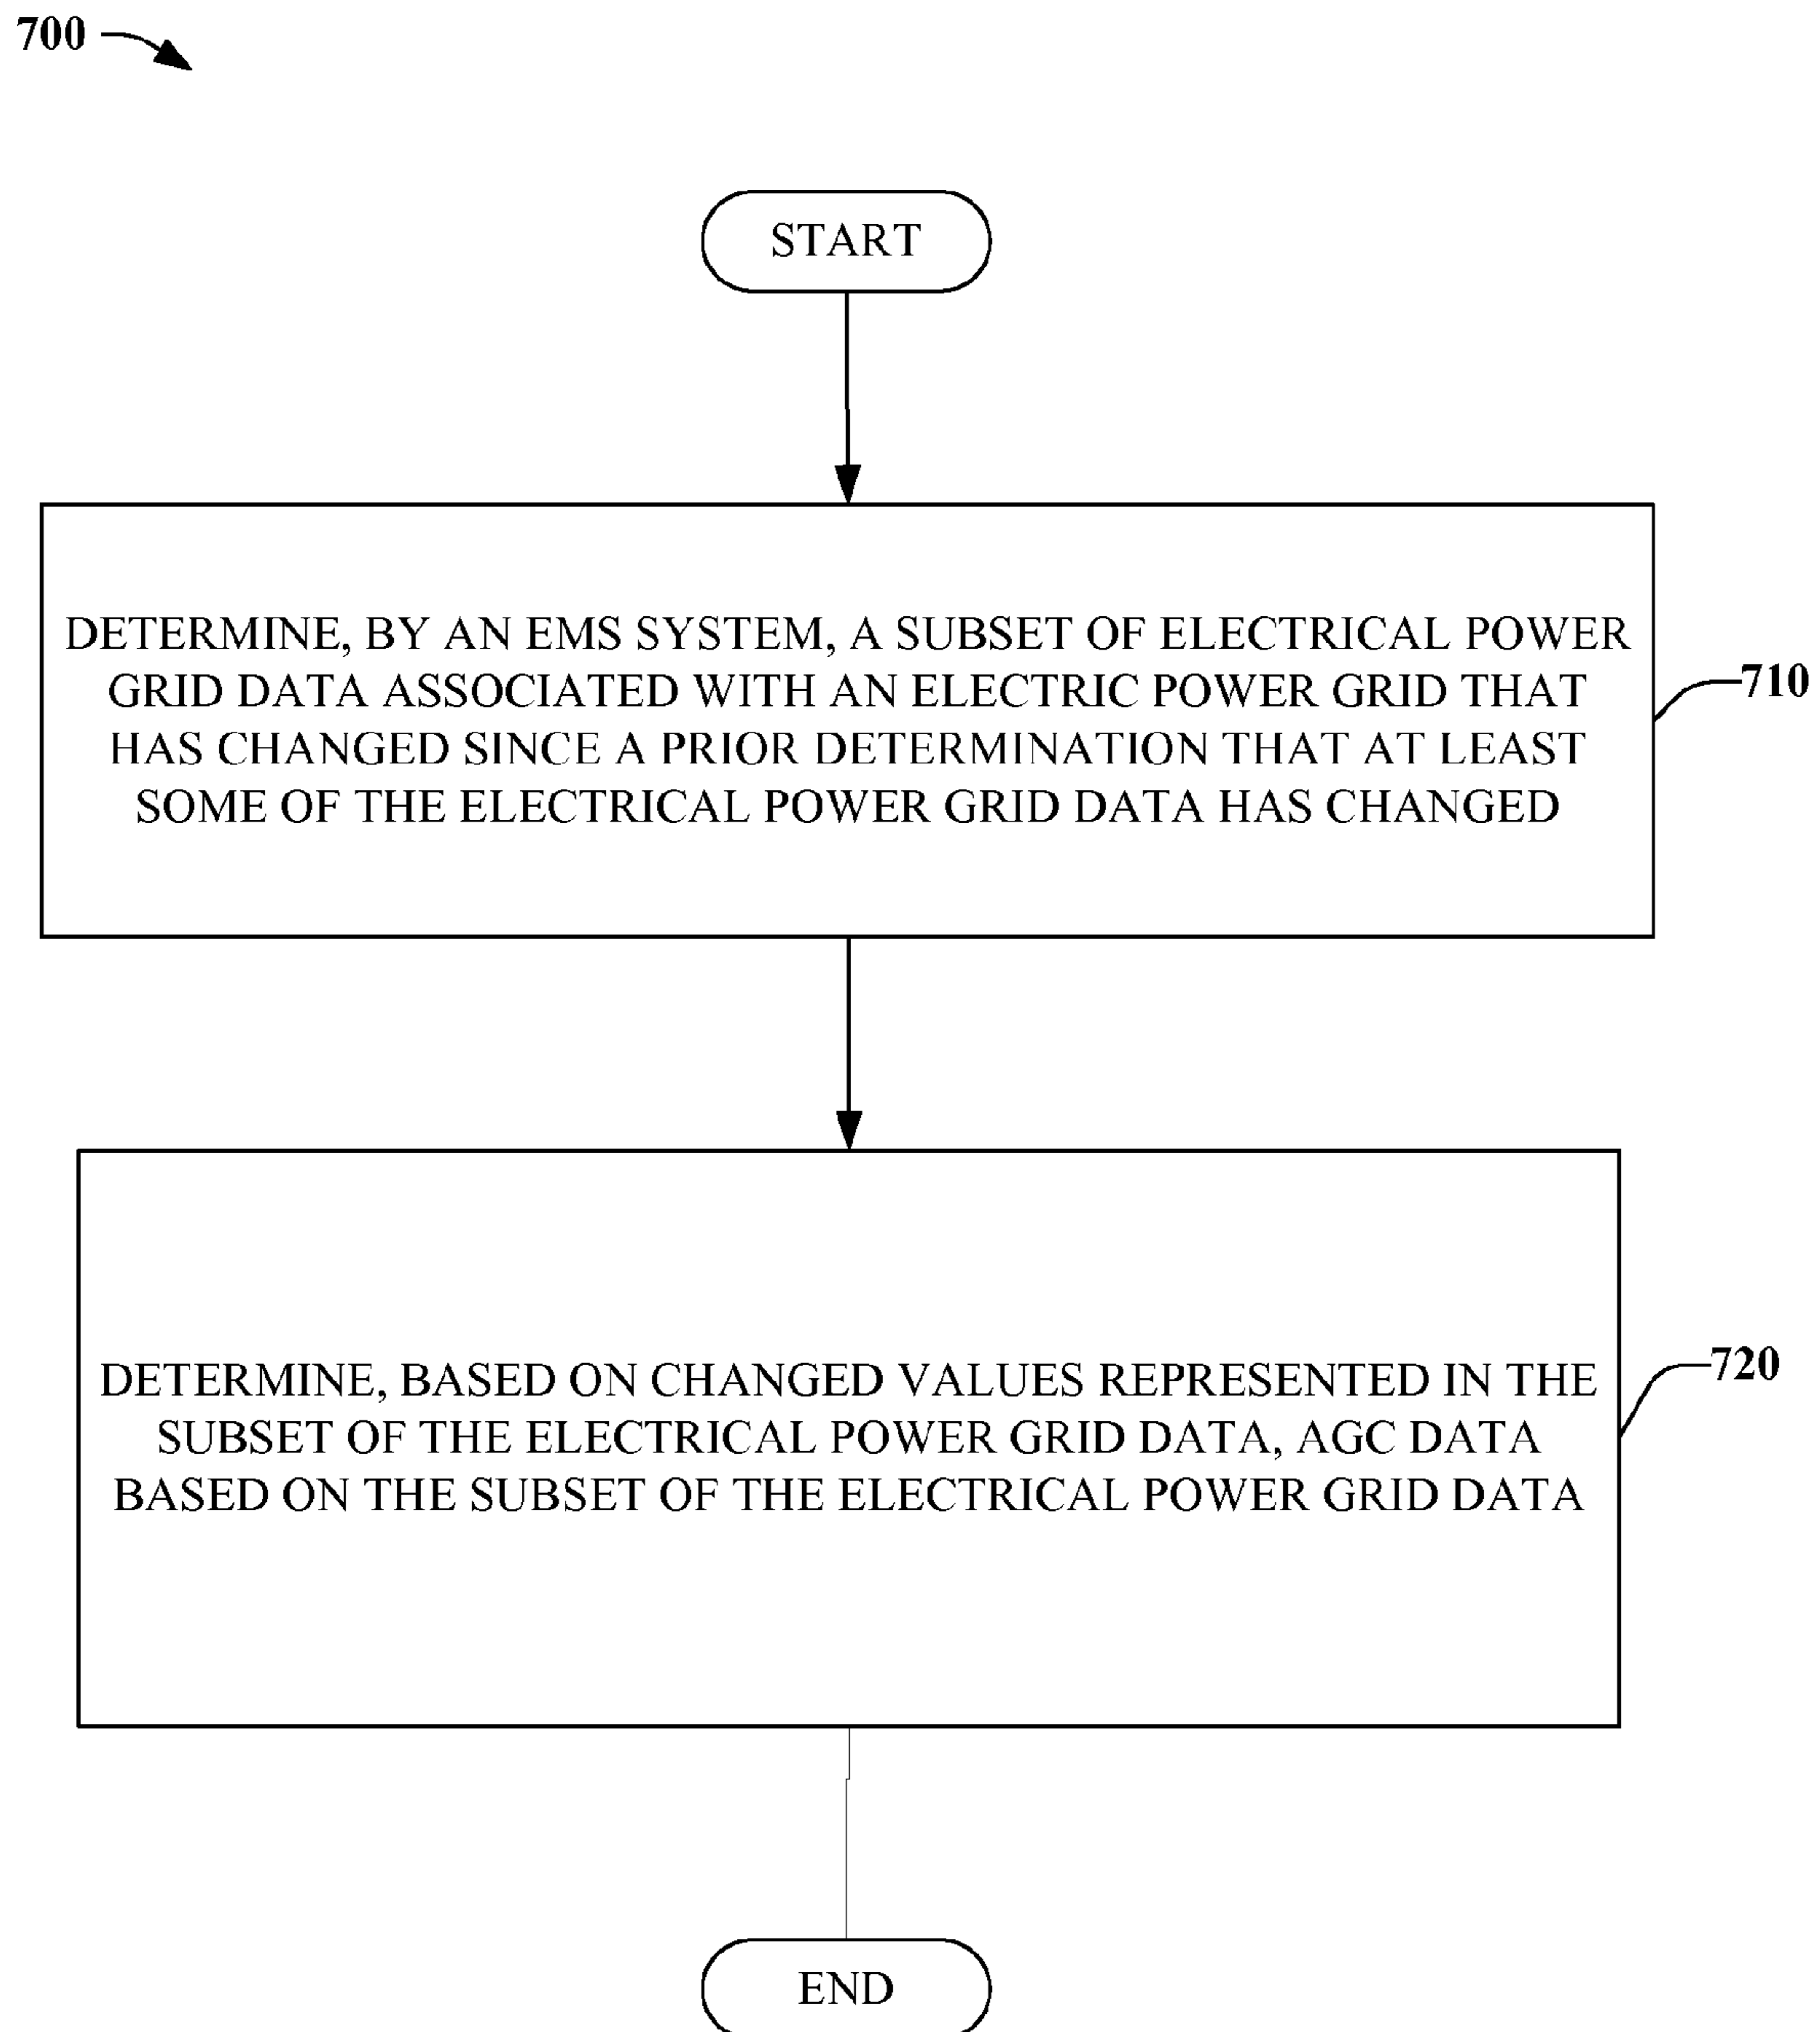 700
START
DETERMINE, BY AN EMS SYSTEM, A SUBSET OF ELECTRICAL POWER
GRID DATA ASSOCIATED WITH AN ELECTRIC POWER GRID THAT
HAS CHANGED SINCE A PRIOR DETERMINATION THAT AT LEAST
SOME OF THE ELECTRICAL POWER GRID DATA HAS CHANGED
710
DETERMINE, BASED ON CHANGED VALUES REPRESENTED IN THE
SUBSET OF THE ELECTRICAL POWER GRID DATA, AGC DATA
BASED ON THE SUBSET OF THE ELECTRICAL POWER GRID DATA
720
END